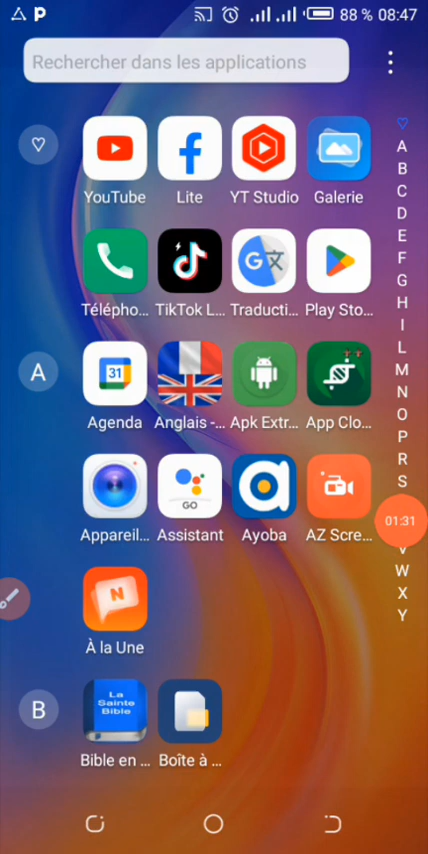 P 88 % 08:47
Rechercher dans les applications
YouTube Lite YT Studio Galerie
A
B
C
D
E
F
G
H
I
L
M
N
O
P
R
S
V
W
X
Y
Télépho... TikTok L... Traducti... Play Sto...
A
31
Agenda Anglais -... Apk Extr... App Clo...
GO
Appareil... Assistant Ayoba AZ Scre...
01:31
N
À la Une
B
La
Sainte
Bible
Bible en ... Boîte à ...